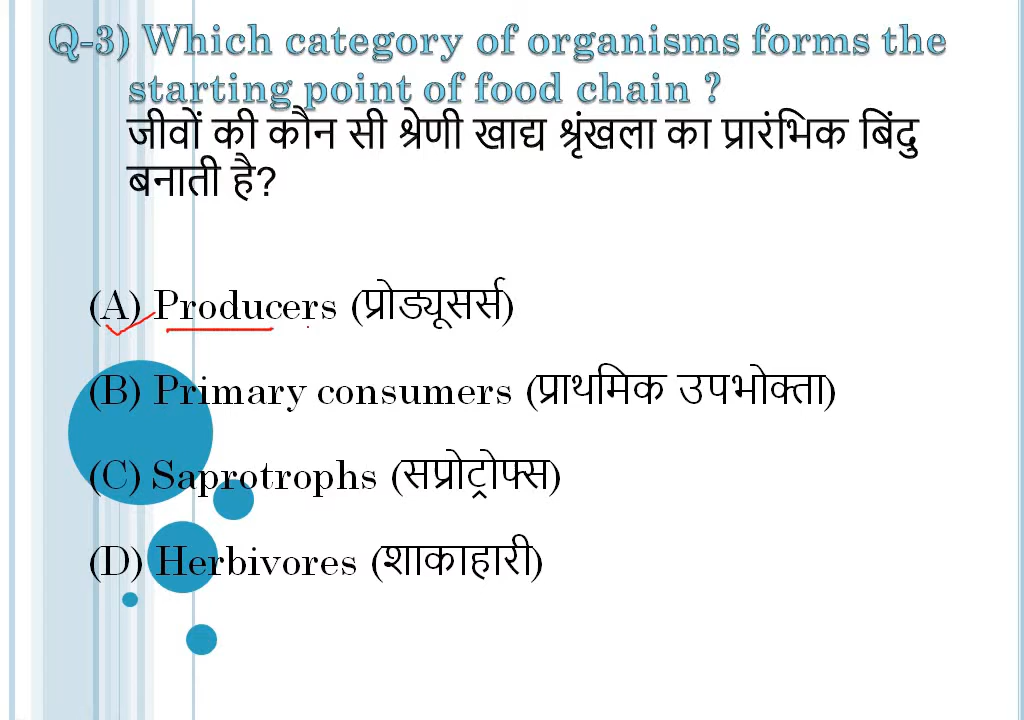 Q-3) Which category of organisms forms the
starting point of food chain ?
जीवों की कौन सी श्रेणी खाद्य श्रृंखला का प्रारंभिक बिंदु
बनाती है?
(A) Producers (प्रोड्यूसर्स)
(B) Primary consumers (प्राथमिक उपभोक्ता)
(C) Saprotrophs (सप्रोट्रोफ्स)
(D) Herbivores (शाकाहारी)